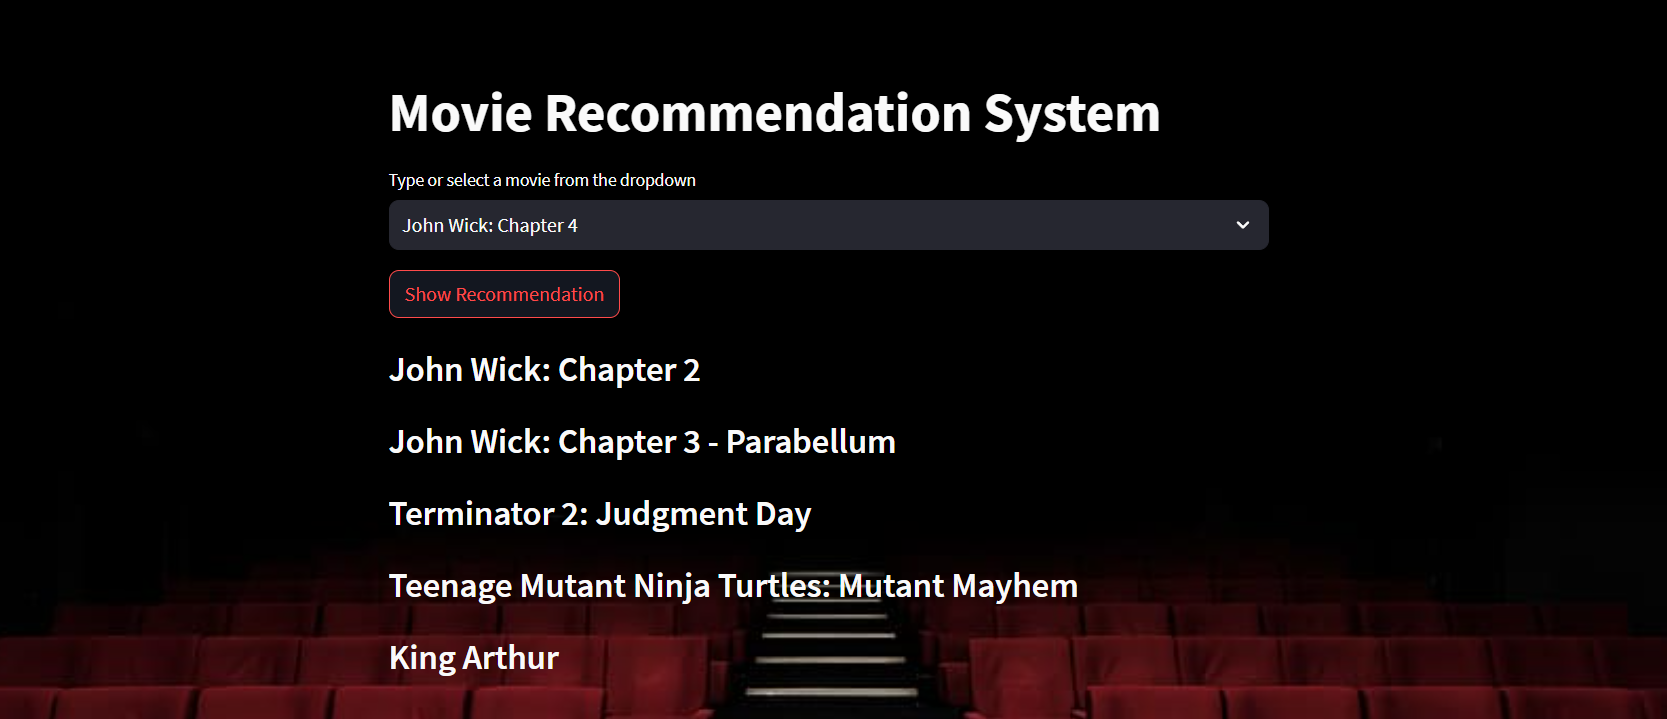 Movie Recommendation System
Type or select a movie from the dropdown
John Wick: Chapter 4
Show Recommendation
John Wick: Chapter 2
John Wick: Chapter 3 - Parabellum
Terminator 2: Judgment Day
Teenage Mutant Ninja Turtles: Mutant Mayhem
King Arthur